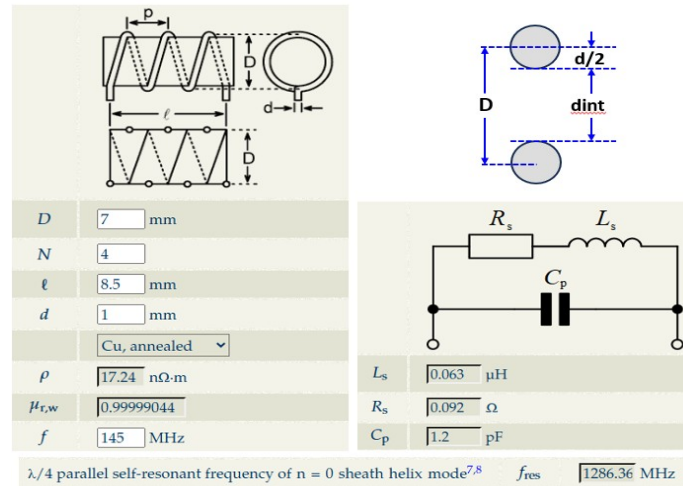 p
D
d
ℓ
D
d/2
D
dint
D 7 mm
N 4
ℓ 8.5 mm
d 1 mm
Cu, annealed
ρ 17.24 nΩ·m
μr,w 0.99999044
f 145 MHz
Rs Ls
Cp
Ls 0.063 μH
Rs 0.092 Ω
Cp 1.2 pF
λ/4 parallel self-resonant frequency of n = 0 sheath helix mode7,8 fres 1286.36 MHz